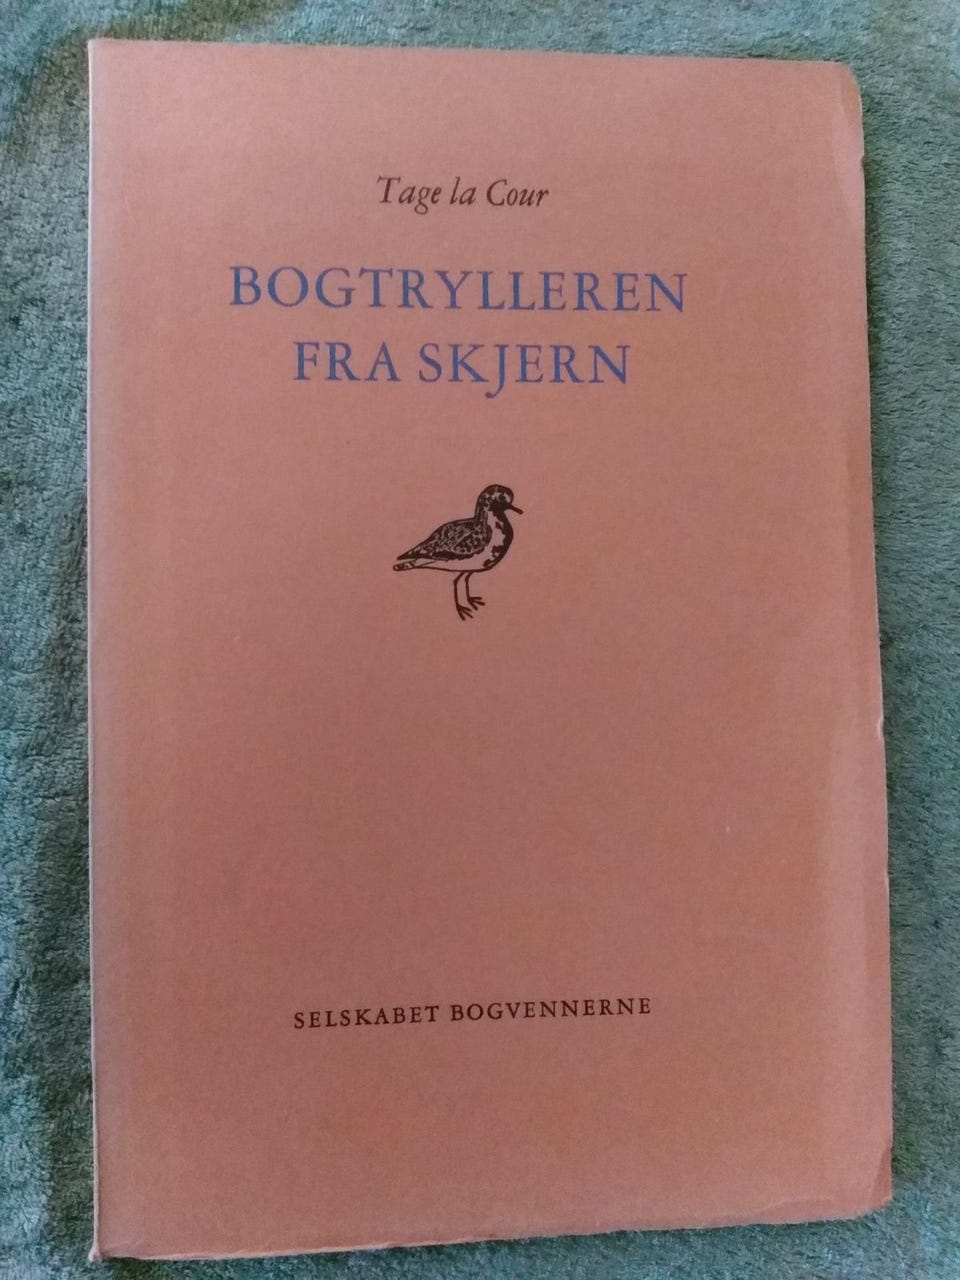 Tage la Cour
BOGTRYLLEREN
FRA SKJERN
SELSKABET BOGVENNERNE